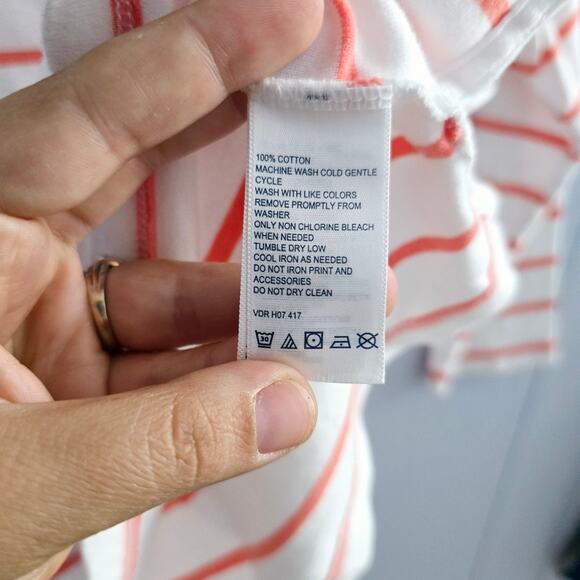 100% COTTON
MACHINE WASH COLD GENTLE
CYCLE
WASH WITH LIKE COLORS
REMOVE PROMPTLY FROM
WASHER
ONLY NON CHLORINE BLEACH
WHEN NEEDED
TUMBLE DRY LOW
COOL IRON AS NEEDED
DO NOT IRON PRINT AND
ACCESSORIES
DO NOT DRY CLEAN
VDR H07 417
30